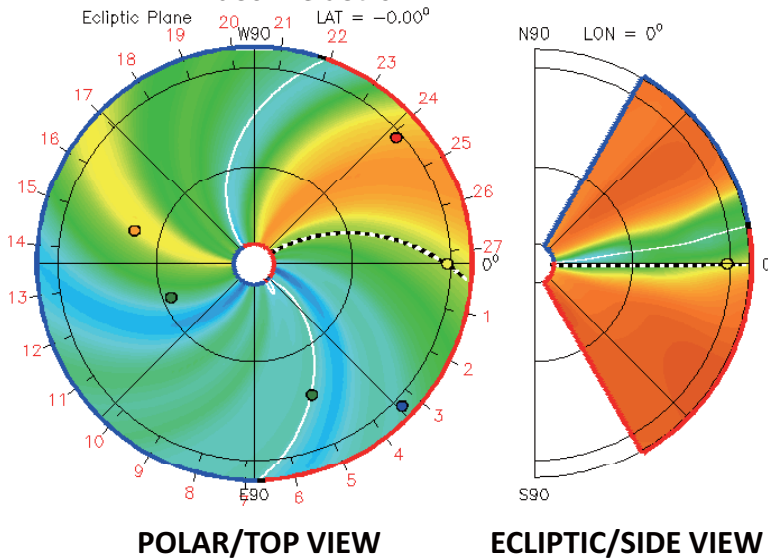 Ecliptic Plane LAT = −0.00⁰
W90
N90 LON = 0⁰
19 20 21 22
18 23
17 24
16 25
15 26
14 27
0⁰ 0
13 1
12 2
11 3
10 4
9 5
8 7 6
E90
S90
POLAR/TOP VIEW ECLIPTIC/SIDE VIEW